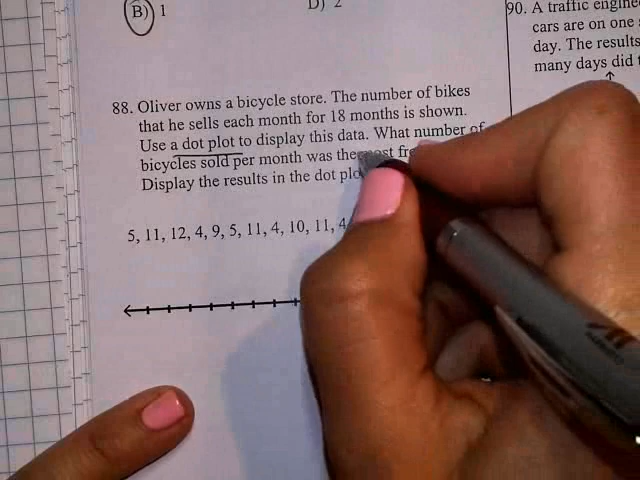 B) 1
D) 2
90. A traffic engine
cars are on one
day. The results
many days did
88. Oliver owns a bicycle store. The number of bikes
that he sells each month for 18 months is shown.
Use a dot plot to display this data. What number of
bicycles sold per month was the most fre
Display the results in the dot plo
5, 11, 12, 4, 9, 5, 11, 4, 10, 11, 4